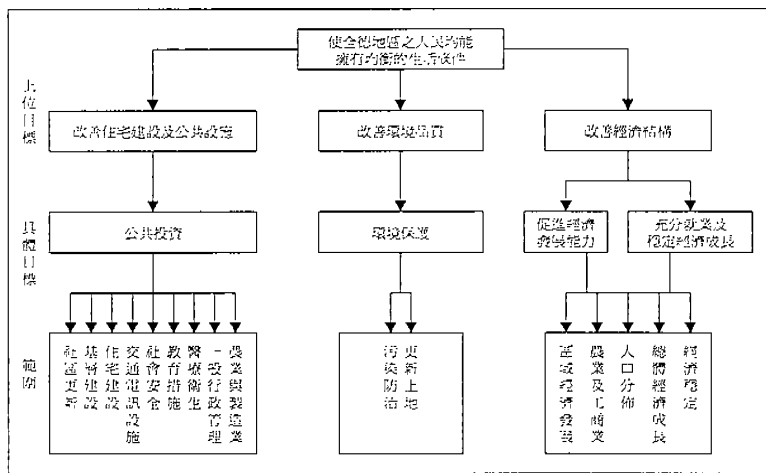 使全德地區之人民均能
擁有均衡的生活條件
上位目標
改善住宅建設及公共設施
改善環境品質
改善經濟結構
具體目標
公共投資
環境保護
促進經濟
發展能力
充分就業及
穩定經濟成長
範圍
社區更新
基層建設
住宅建設
交通電訊設施
社會安全
教育措施
醫療衛生
一般行政管理
農業與製造業
污染防治
更新土地
區域經濟發展
農業及工商業
人口分佈
總體經濟成長
經濟穩定